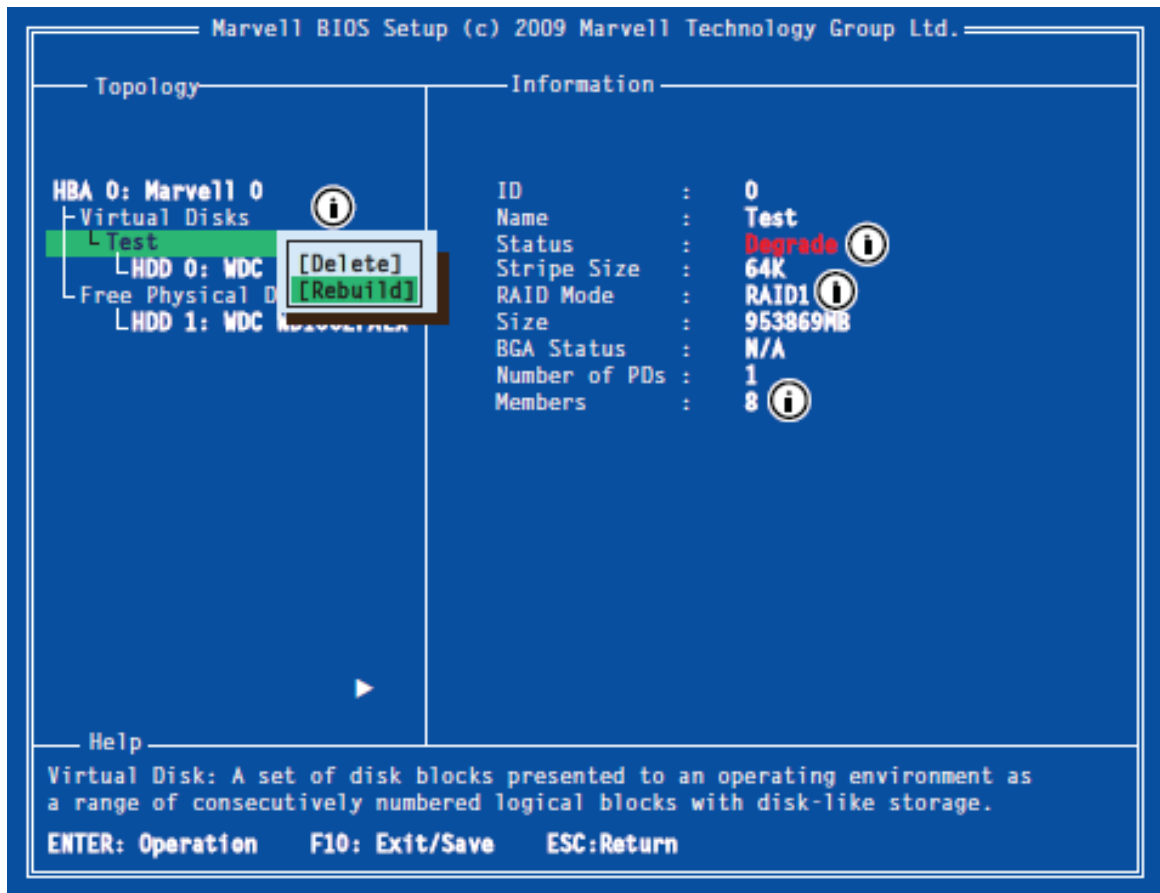 Marvell BIOS Setup (c) 2009 Marvell Technology Group Ltd.
Topology
HBA 0: Marvell 0
Virtual Disks
Test
HDD 0: WDC
Free Physical D
HDD 1: WDC
[Delete]
[Rebuild]
Information
ID : 0
Name : Test
Status : Degrade
Stripe Size : 64K
RAID Mode : RAID1
Size : 953869MB
BGA Status : N/A
Number of PDs : 1
Members : 8
Help
Virtual Disk: A set of disk blocks presented to an operating environment as
a range of consecutively numbered logical blocks with disk-like storage.
ENTER: Operation F10: Exit/Save ESC:Return